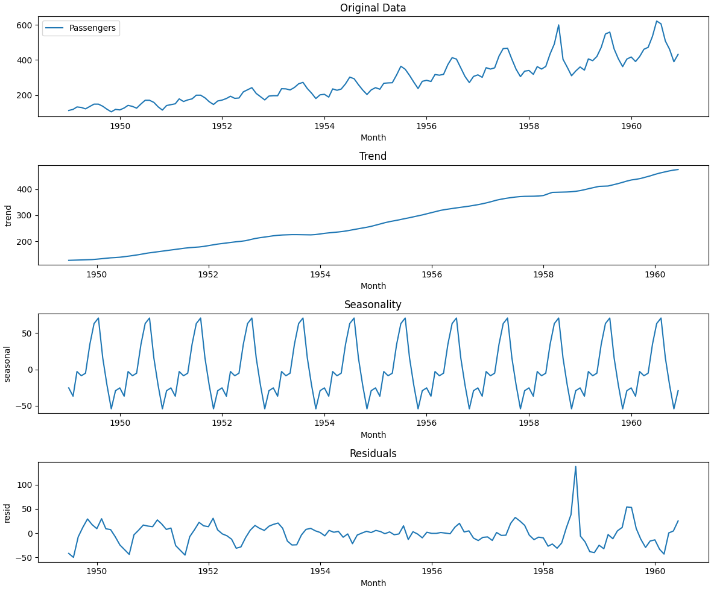 Original Data
Passengers
600
400
200
1950 1952 1954 1956 1958 1960
Month
Trend
trend
400
300
200
1950 1952 1954 1956 1958 1960
Month
Seasonality
seasonal
50
0
−50
1950 1952 1954 1956 1958 1960
Month
Residuals
resid
100
50
0
−50
1950 1952 1954 1956 1958 1960
Month